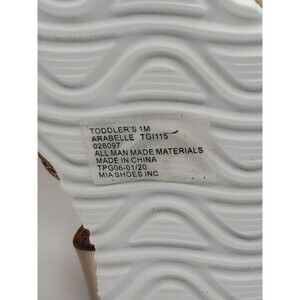 TODDLER'S 1M
ARABELLE TGI115
026097
ALL MAN MADE MATERIALS
MADE IN CHINA
TPG06-01/20
MIA SHOES INC